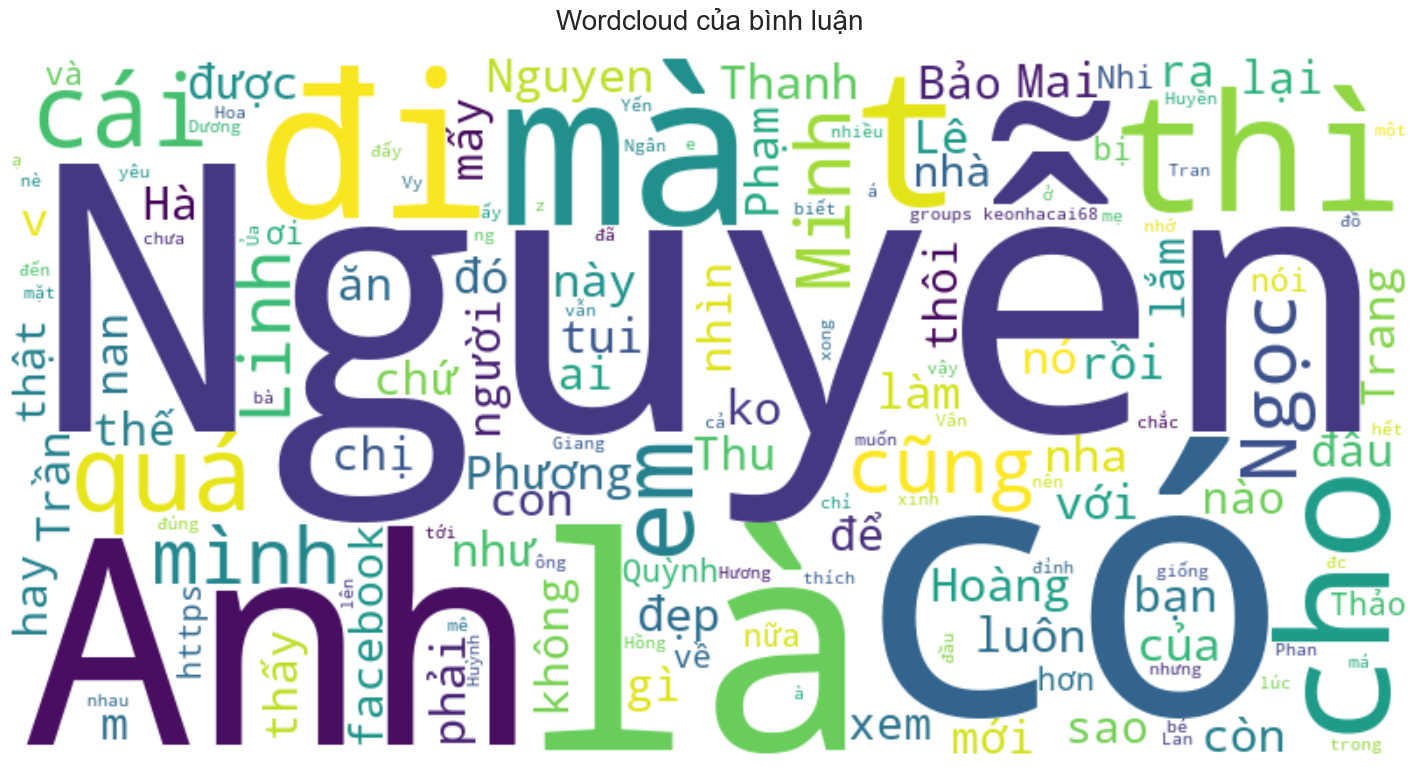 Wordcloud của bình luận
và
cái
được
Hoa
Dương
đi
đấy
Vy
mấy
Nguyen
mà
Yến
Ngân
e
z
Thanh
Phạm
Minh
nhiều
t
Bảo
Mai
Nhi
Lê
nhà
bị
ra
Huyền
lại
thì
một
Tran
ạ
nè
yêu
v
Hà
chưa
ơi
Ủa
ấy
ng
đã
biết
á
groups
keonhacai68
ở
mẹ
nhớ
đồ
Nguyễn
đến
mặt
Linh
ăn
đó
này
vẫn
tụi
ai
người
nhìn
xong
thôi
lắm
nói
Ngọc
Trang
thật
nan
bà
chứ
cả
ko
vậy
làm
Vân
nó
rồi
chắc
hết
thế
Trần
quá
chị
Giang
Phương
con
em
Thu
muốn
cũng
xinh
chỉ
nha
nên
với
nào
đâu
đúng
hay
mình
Anh
tới
như
ông
là
Quỳnh
Hương
thích
để
có
đỉnh
Hoàng
giống
bạn
cho
đc
Thảo
https
lên
facebook
thấy
phải
mê
Huỳnh
không
đẹp
Hồng
về
nữa
gì
à
đầu
luôn
của
nhưng
hơn
Phan
má
lúc
nhau
m
xem
mới
sao
bé
Lan
còn
trong